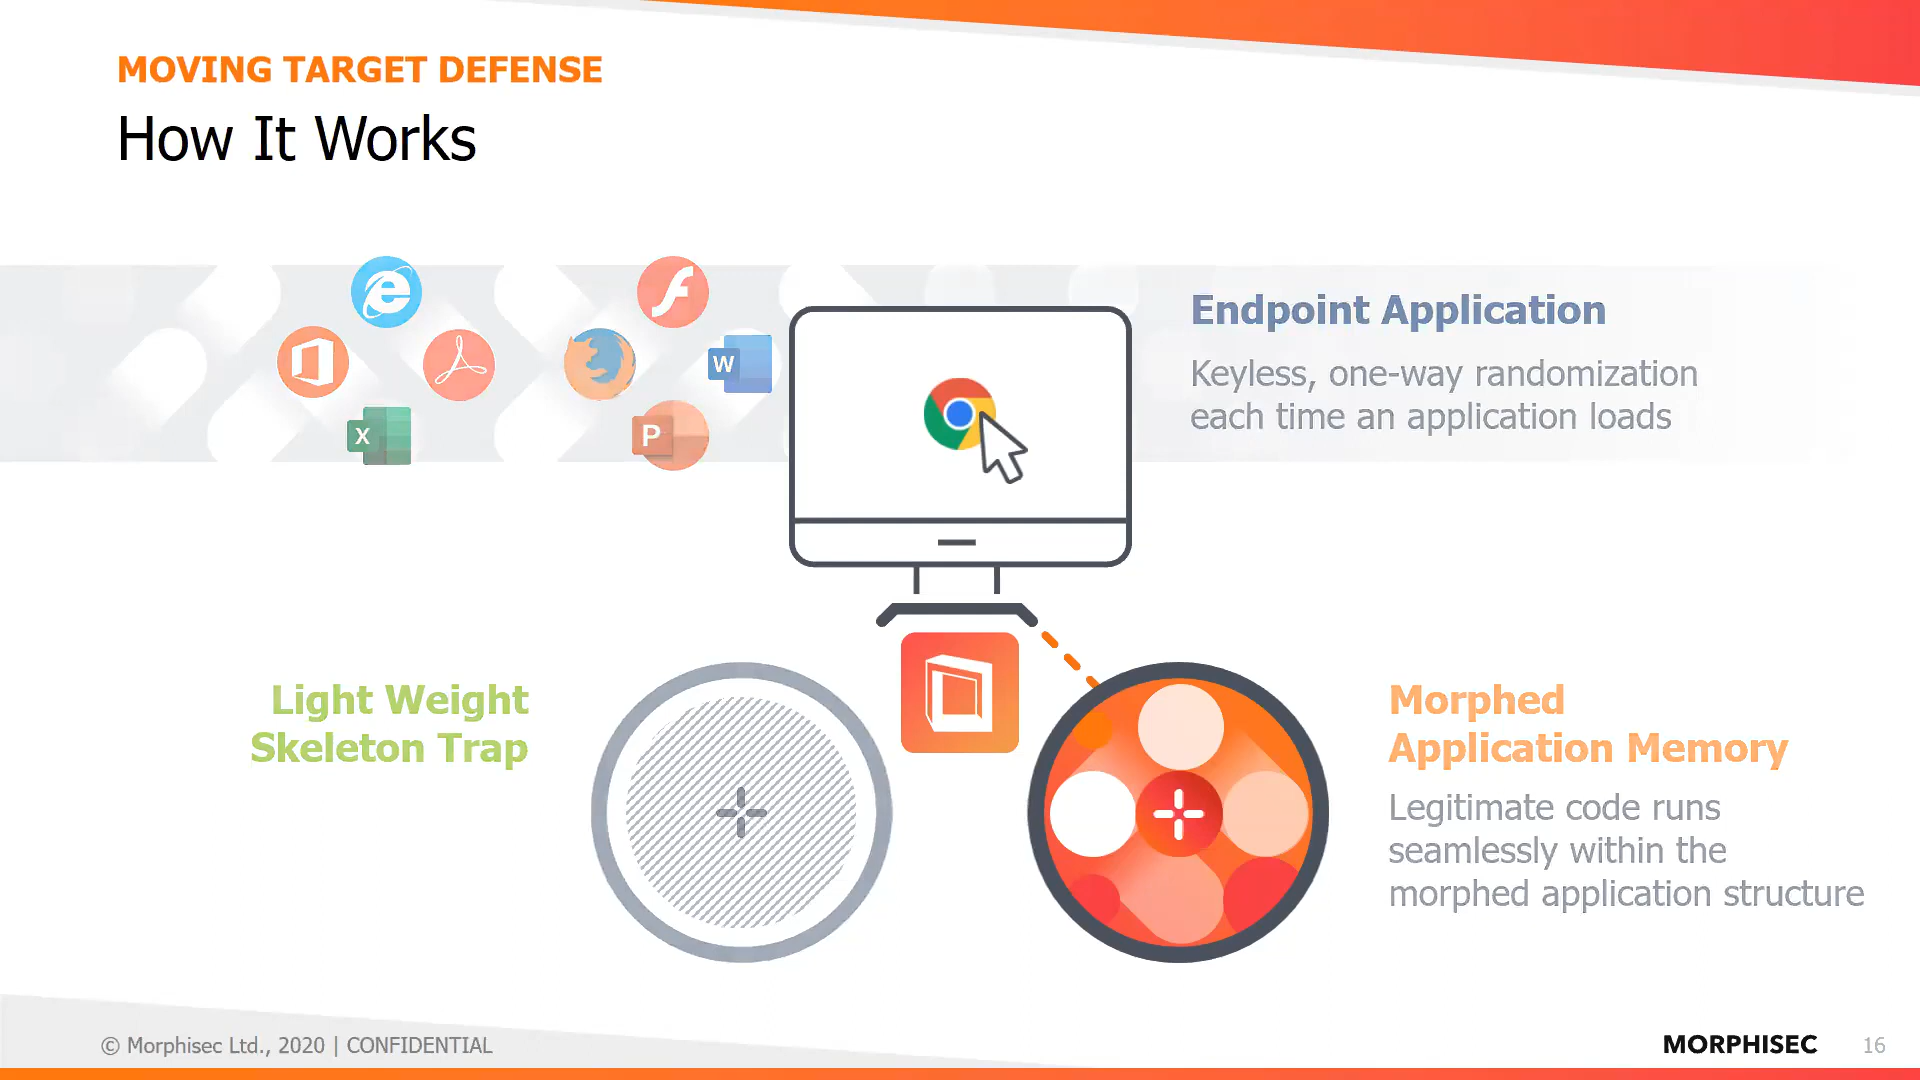 MOVING TARGET DEFENSE
How It Works
Endpoint Application
Keyless, one-way randomization
each time an application loads
W
X
P
Light Weight
Skeleton Trap
Morphed
Application Memory
Legitimate code runs
seamlessly within the
morphed application structure
© Morphisec Ltd., 2020 | CONFIDENTIAL
MORPHISEC
16